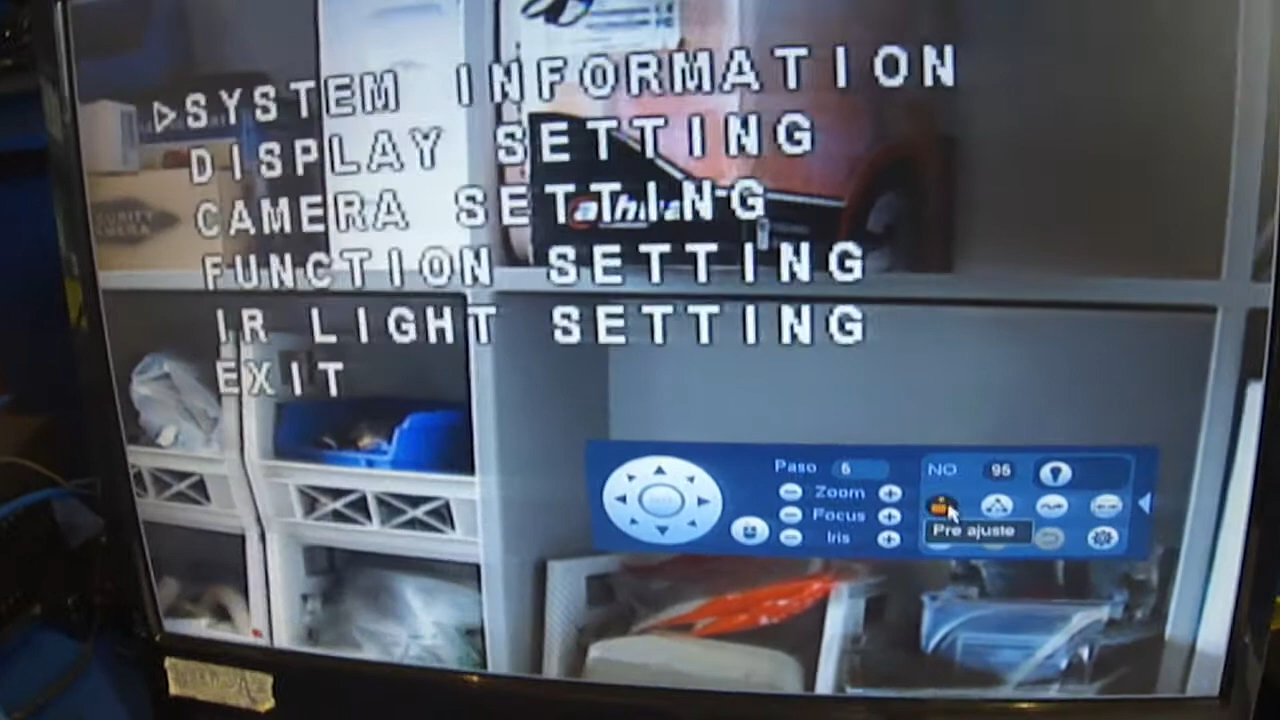 SYSTEM INFORMATION
DISPLAY SETTING
CAMERA SETTING
FUNCTION SETTING
IR LIGHT SETTING
EXIT
Paso 6
Zoom
Focus
Iris
NO 95
Pre ajuste